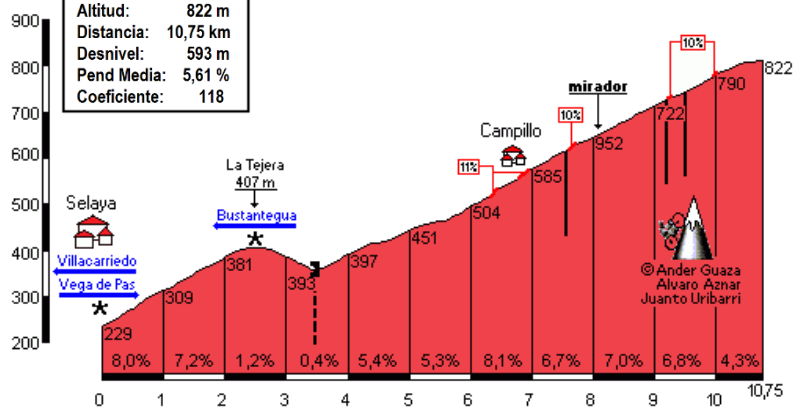 Altitud: 822 m
Distancia: 10,75 km
Desnivel: 593 m
Pend Media: 5,61 %
Coeficiente: 118
900
800
700
600
500
400
300
200
10%
822
790
mirador
10%
722
Campillo
952
11%
585
La Tejera
407 m
504
Selaya
Bustantegua
451
Villacarriedo
381
393
397
Vega de Pas
309
229
© Ander Guaza
Alvaro Aznar
Juanto Uribarri
8,0% 7,2% 1,2% 0,4% 5,4% 5,3% 8,1% 6,7% 7,0% 6,8% 4,3%
0 1 2 3 4 5 6 7 8 9 10 10,75